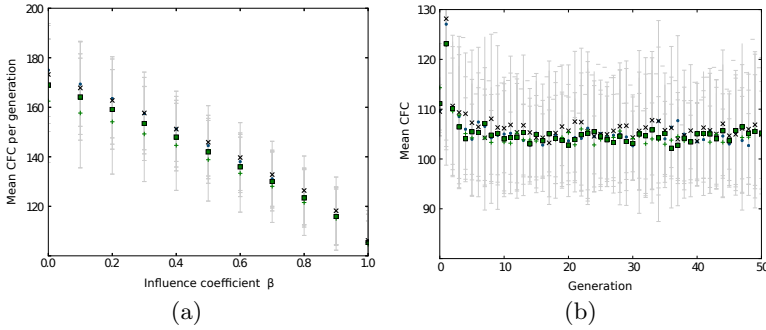 200
180
160
140
120
Mean CFC per generation
0.0 0.2 0.4 0.6 0.8 1.0
Influence coefficient β
(a)
130
120
110
100
90
Mean CFC
0 10 20 30 40 50
Generation
(b)